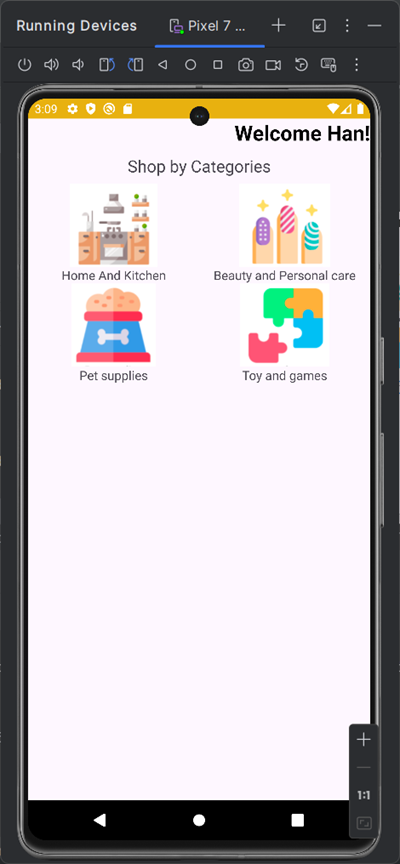 Running Devices
Pixel 7 ...
3:09
Welcome Han!
Shop by Categories
Home And Kitchen
Beauty and Personal care
Pet supplies
Toy and games
1:1